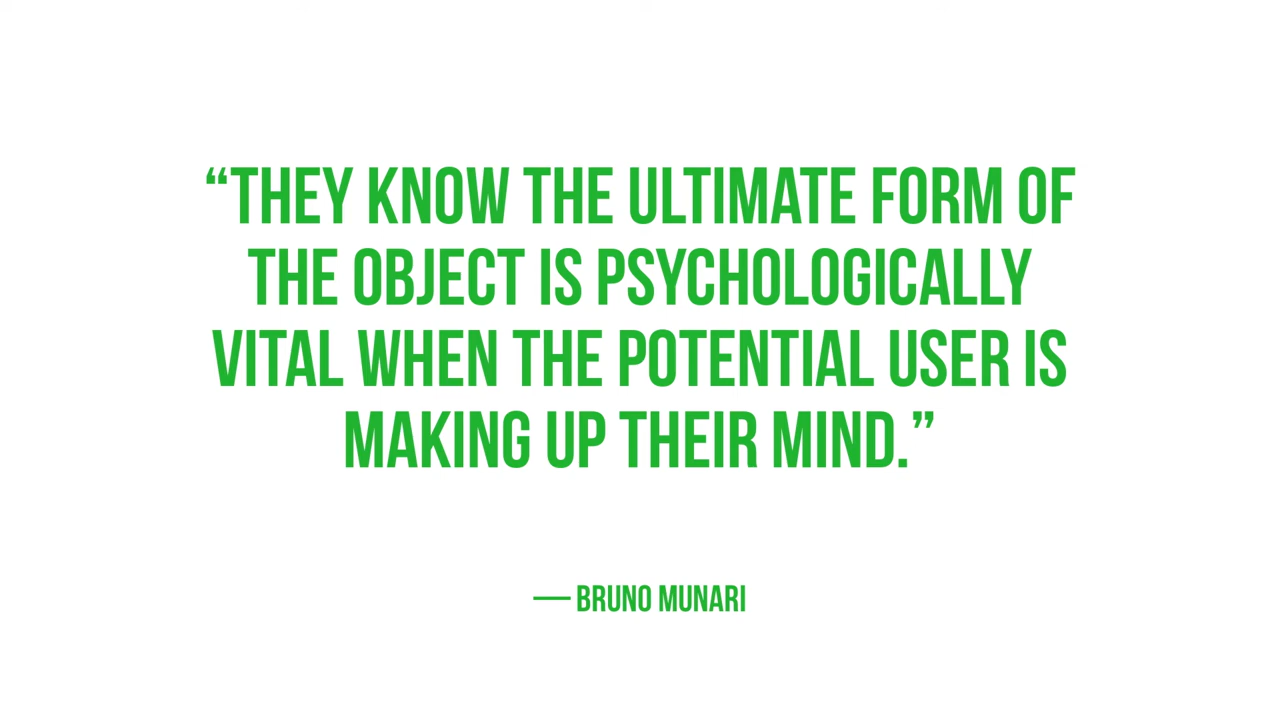 “THEY KNOW THE ULTIMATE FORM OF
THE OBJECT IS PSYCHOLOGICALLY
VITAL WHEN THE POTENTIAL USER IS
MAKING UP THEIR MIND.”
— BRUNO MUNARI